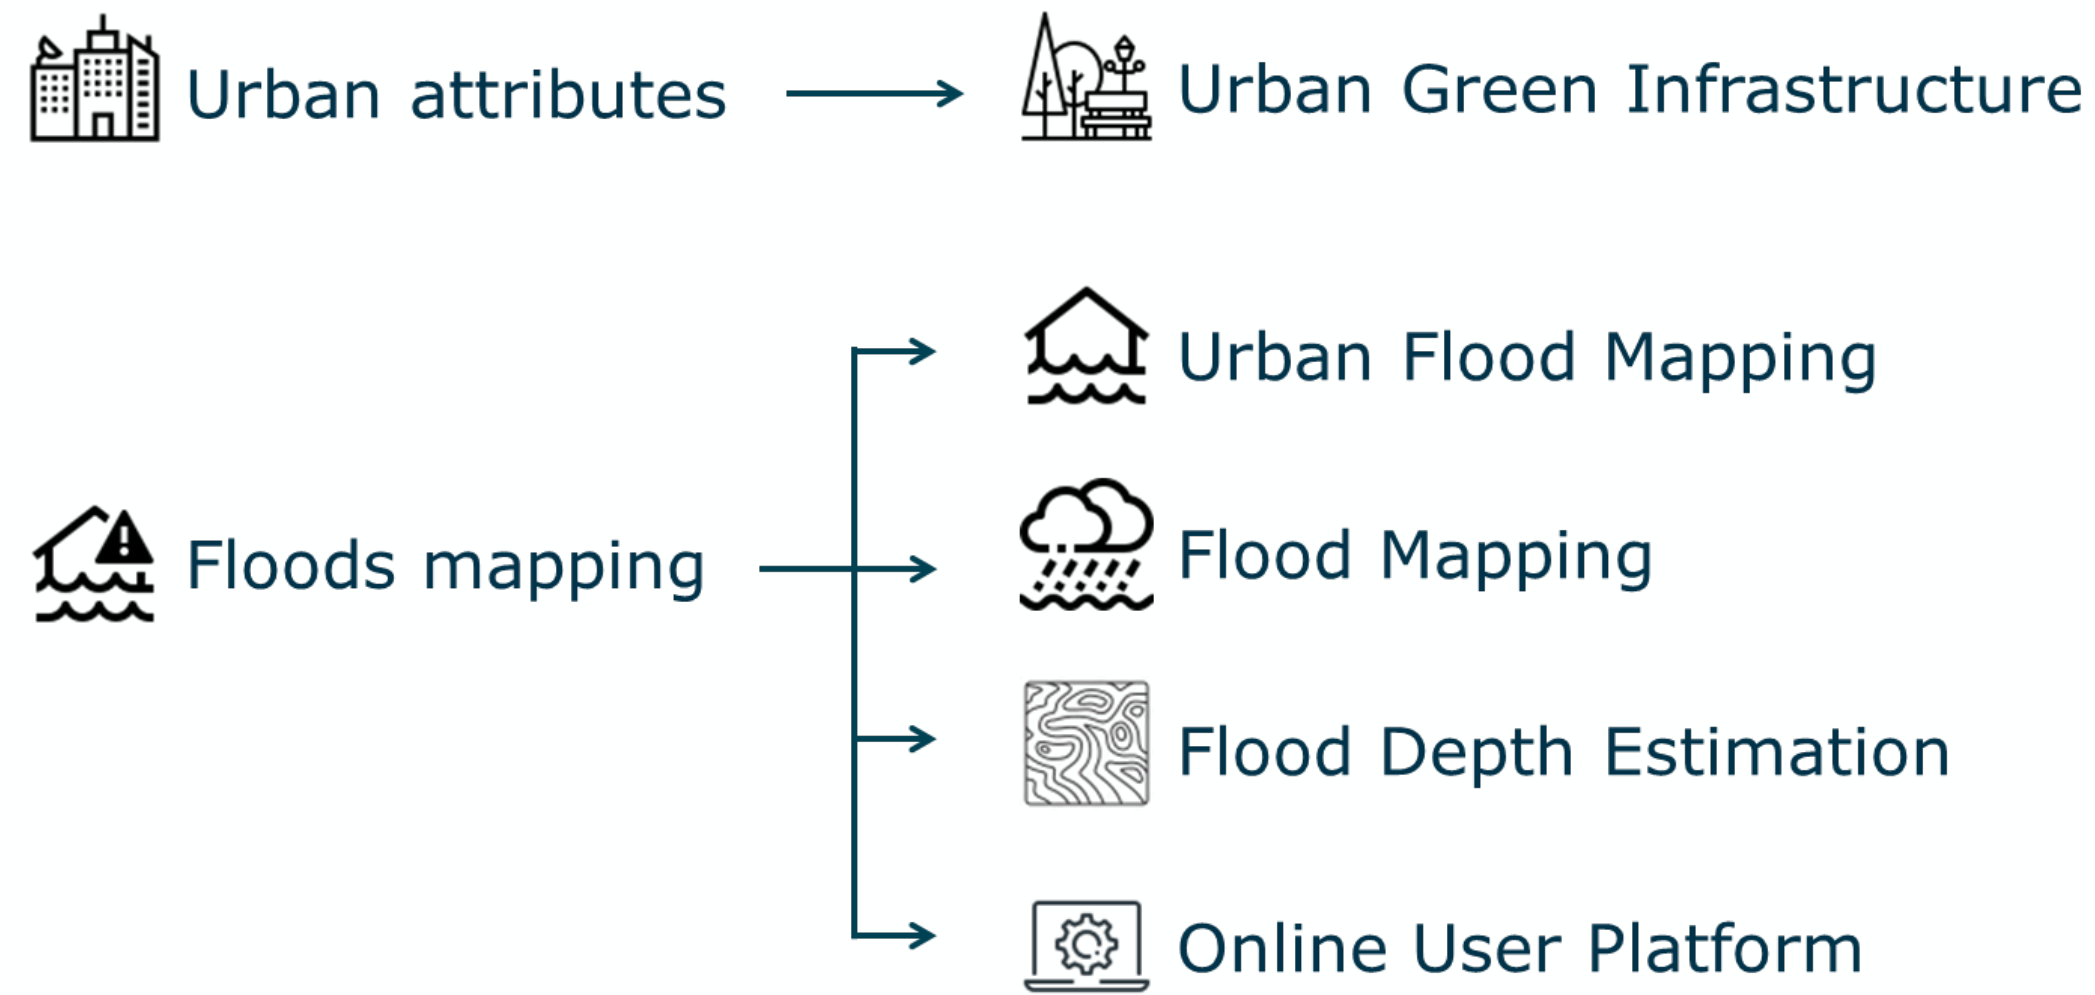 Urban attributes
Urban Green Infrastructure
Urban Flood Mapping
Floods mapping
Flood Mapping
Flood Depth Estimation
Online User Platform